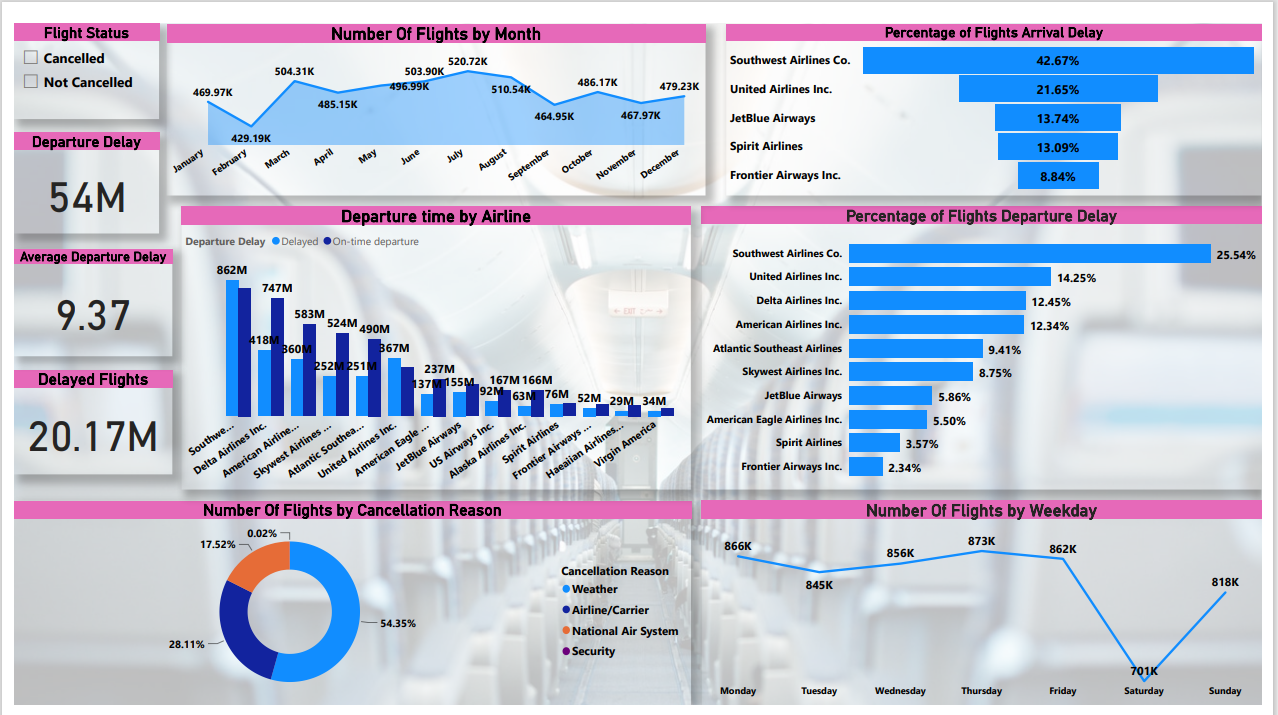 Flight Status
Cancelled
Not Cancelled
Departure Delay
54M
Average Departure Delay
9.37
Delayed Flights
20.17M
Number Of Flights by Month
469.97K
429.19K
504.31K
485.15K
496.99K
503.90K
520.72K
510.54K
464.95K
486.17K
467.97K
479.23K
January
February
March
April
May
June
July
August
September
October
November
December
Percentage of Flights Arrival Delay
Southwest Airlines Co. 42.67%
United Airlines Inc. 21.65%
JetBlue Airways 13.74%
Spirit Airlines 13.09%
Frontier Airways Inc. 8.84%
Departure time by Airline
Departure Delay Delayed On-time departure
862M
418M
747M
360M
583M
252M
524M
251M
490M
367M
137M
237M
155M
92M
167M
63M
166M
76M
52M
29M
34M
EXIT
Southwe...
Delta Airlines Inc.
American Airline...
Skywest Airlines ...
Atlantic Southea...
United Airlines Inc.
American Eagle ...
JetBlue Airways
US Airways Inc.
Alaska Airlines Inc.
Spirit Airlines
Frontier Airways ...
Haeaiian Airlines...
Virgin America
Percentage of Flights Departure Delay
Southwest Airlines Co. 25.54%
United Airlines Inc. 14.25%
Delta Airlines Inc. 12.45%
American Airlines Inc. 12.34%
Atlantic Southeast Airlines 9.41%
Skywest Airlines Inc. 8.75%
JetBlue Airways 5.86%
American Eagle Airlines Inc. 5.50%
Spirit Airlines 3.57%
Frontier Airways Inc. 2.34%
Number Of Flights by Cancellation Reason
0.02%
17.52%
28.11%
54.35%
Cancellation Reason
Weather
Airline/Carrier
National Air System
Security
Number Of Flights by Weekday
866K
845K
856K
873K
862K
701K
818K
Monday Tuesday Wednesday Thursday Friday Saturday Sunday